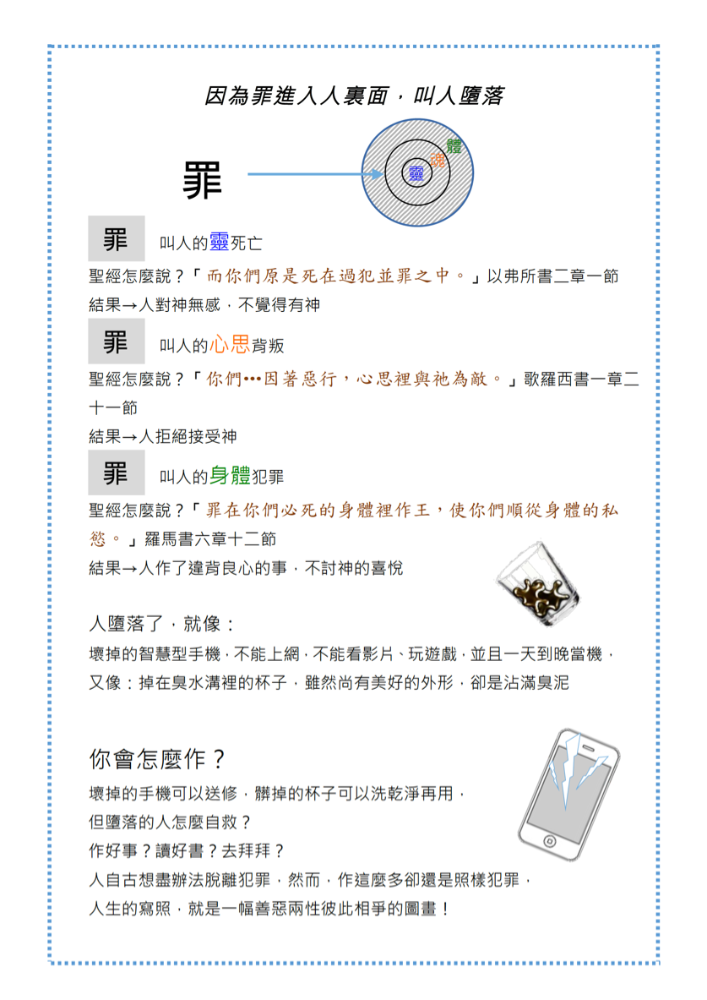 因為罪進入人裏面，叫人墮落
罪
靈
魂
體
罪 叫人的靈死亡
聖經怎麼說？「而你們原是死在過犯並罪之中。」以弗所書二章一節
結果→人對神無感，不覺得有神
罪 叫人的心思背叛
聖經怎麼說？「你們•••因著惡行，心思裡與祂為敵。」歌羅西書一章二
十一節
結果→人拒絕接受神
罪 叫人的身體犯罪
聖經怎麼說？「罪在你們必死的身體裡作王，使你們順從身體的私
慾。」羅馬書六章十二節
結果→人作了違背良心的事，不討神的喜悅
人墮落了，就像：
壞掉的智慧型手機，不能上網，不能看影片、玩遊戲，並且一天到晚當機，
又像：掉在臭水溝裡的杯子，雖然尚有美好的外形，卻是沾滿臭泥
你會怎麼作？
壞掉的手機可以送修，髒掉的杯子可以洗乾淨再用，
但墮落的人怎麼自救？
作好事？讀好書？去拜拜？
人自古想盡辦法脫離犯罪，然而，作這麼多卻還是照樣犯罪，
人生的寫照，就是一幅善惡兩性彼此相爭的圖畫！